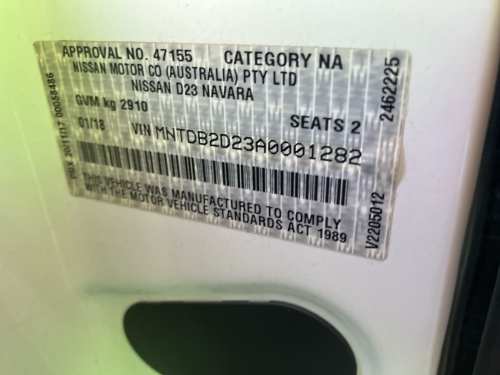 APPROVAL NO. 47155 CATEGORY NA
NISSAN MOTOR CO (AUSTRALIA) PTY LTD
NISSAN D23 NAVARA
GVM kg 2910
SEATS 2
01/18 VIN MNTDB2D23A0001282
THIS VEHICLE WAS MANUFACTURED TO COMPLY
WITH THE MOTOR VEHICLE STANDARDS ACT 1989
2462225
V2205012
00058486